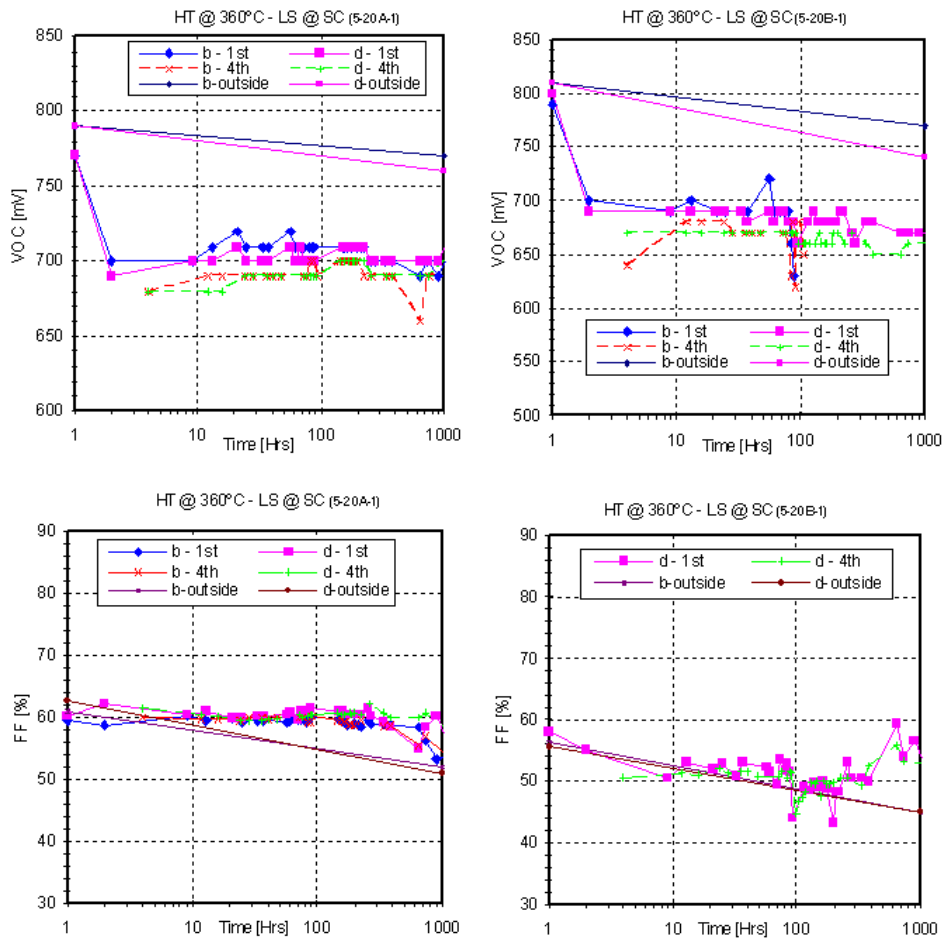 HT @ 360°C - LS @ SC (5-20A-1)
850
800
750
700
650
600
VOC [mV]
b - 1st
d - 1st
b - 4th
d - 4th
b-outside
d-outside
1
10
100
1000
Time [Hrs]
HT @ 360°C - LS @ SC (5-20B-1)
850
800
750
700
650
600
550
500
VOC [mV]
b - 1st
d - 1st
b - 4th
d - 4th
b-outside
d-outside
1
10
100
1000
Time [Hrs]
HT @ 360°C - LS @ SC (5-20A-1)
90
80
70
60
50
40
30
FF [%]
b - 1st
d - 1st
b - 4th
d - 4th
b-outside
d-outside
1
10
100
1000
Time [Hrs]
HT @ 360°C - LS @ SC (5-20B-1)
90
80
70
60
50
40
30
FF [%]
d - 1st
d - 4th
b-outside
d-outside
1
10
100
1000
Time [Hrs]